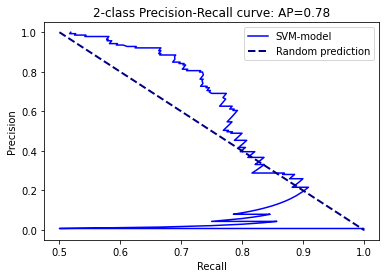 2-class Precision-Recall curve: AP=0.78
SVM-model
Random prediction
Precision
1.0
0.8
0.6
0.4
0.2
0.0
0.5 0.6 0.7 0.8 0.9 1.0
Recall